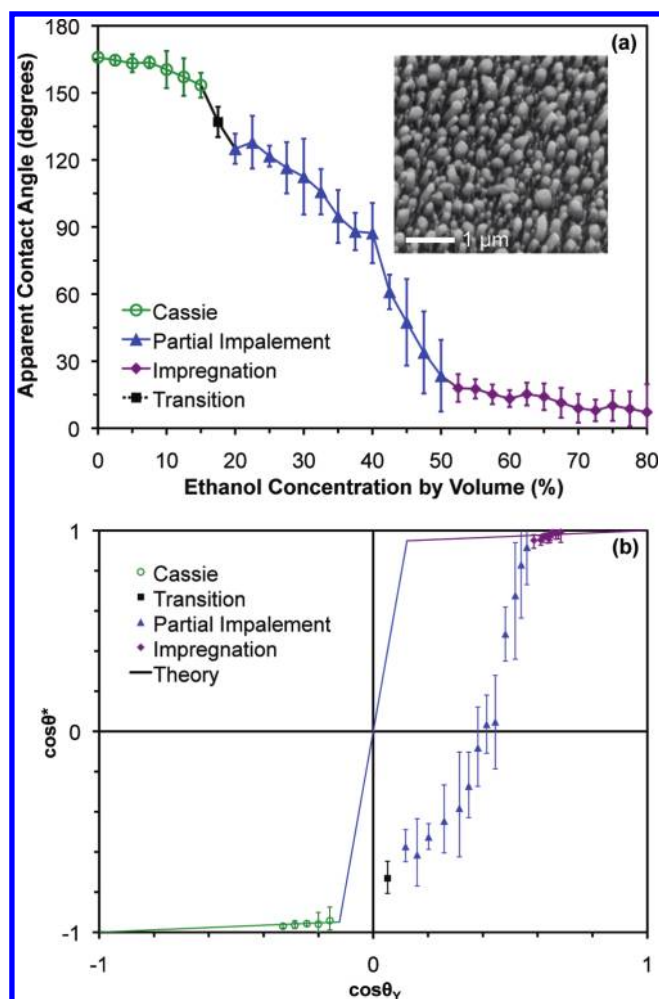 180
(a)
150
120
90
60
30
0
Apparent Contact Angle (degrees)
1 μm
Cassie
Partial Impalement
Impregnation
Transition
0 10 20 30 40 50 60 70 80
Ethanol Concentration by Volume (%)
1
(b)
Cassie
Transition
Partial Impalement
Impregnation
Theory
cosθ*
0
-1
-1 0 1
cosθY